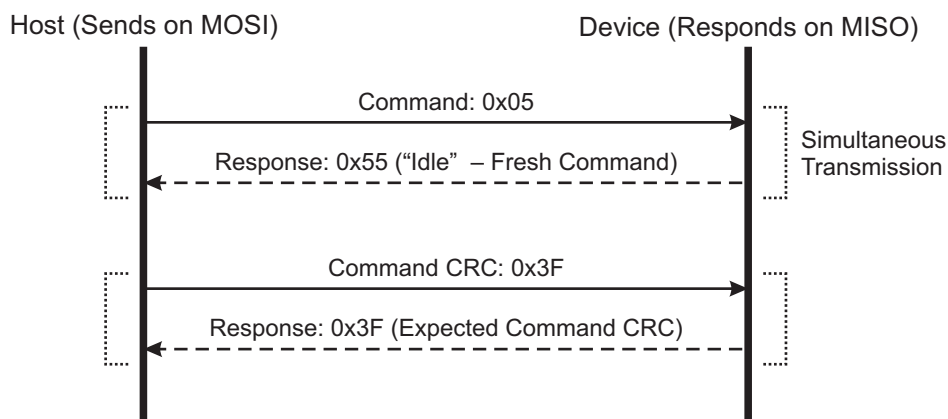 Host (Sends on MOSI)
Device (Responds on MISO)
Command: 0x05
Response: 0x55 (“Idle” – Fresh Command)
Simultaneous
Transmission
Command CRC: 0x3F
Response: 0x3F (Expected Command CRC)